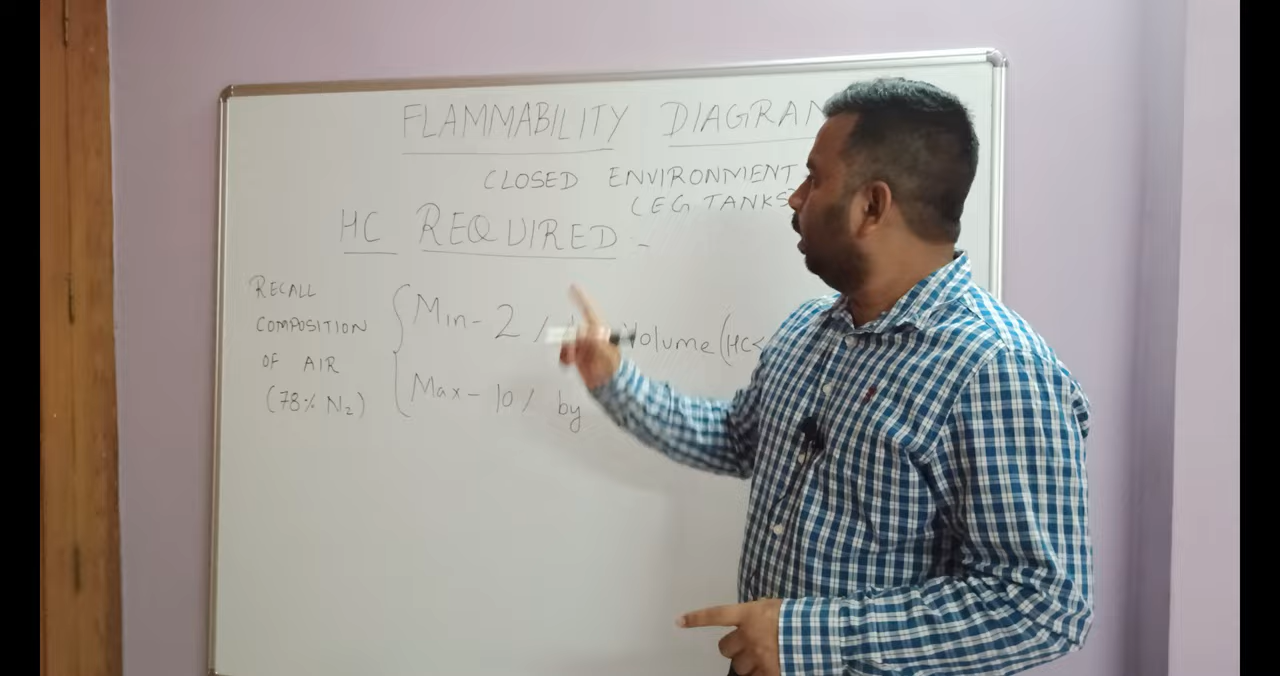 FLAMMABILITY DIAGRAM
CLOSED ENVIRONMENT
(EG TANKS
HC REQUIRED :-
RECALL
COMPOSITION
OF AIR
(78% N2)
Min - 2 / Volume (HC<
Max - 10 / by